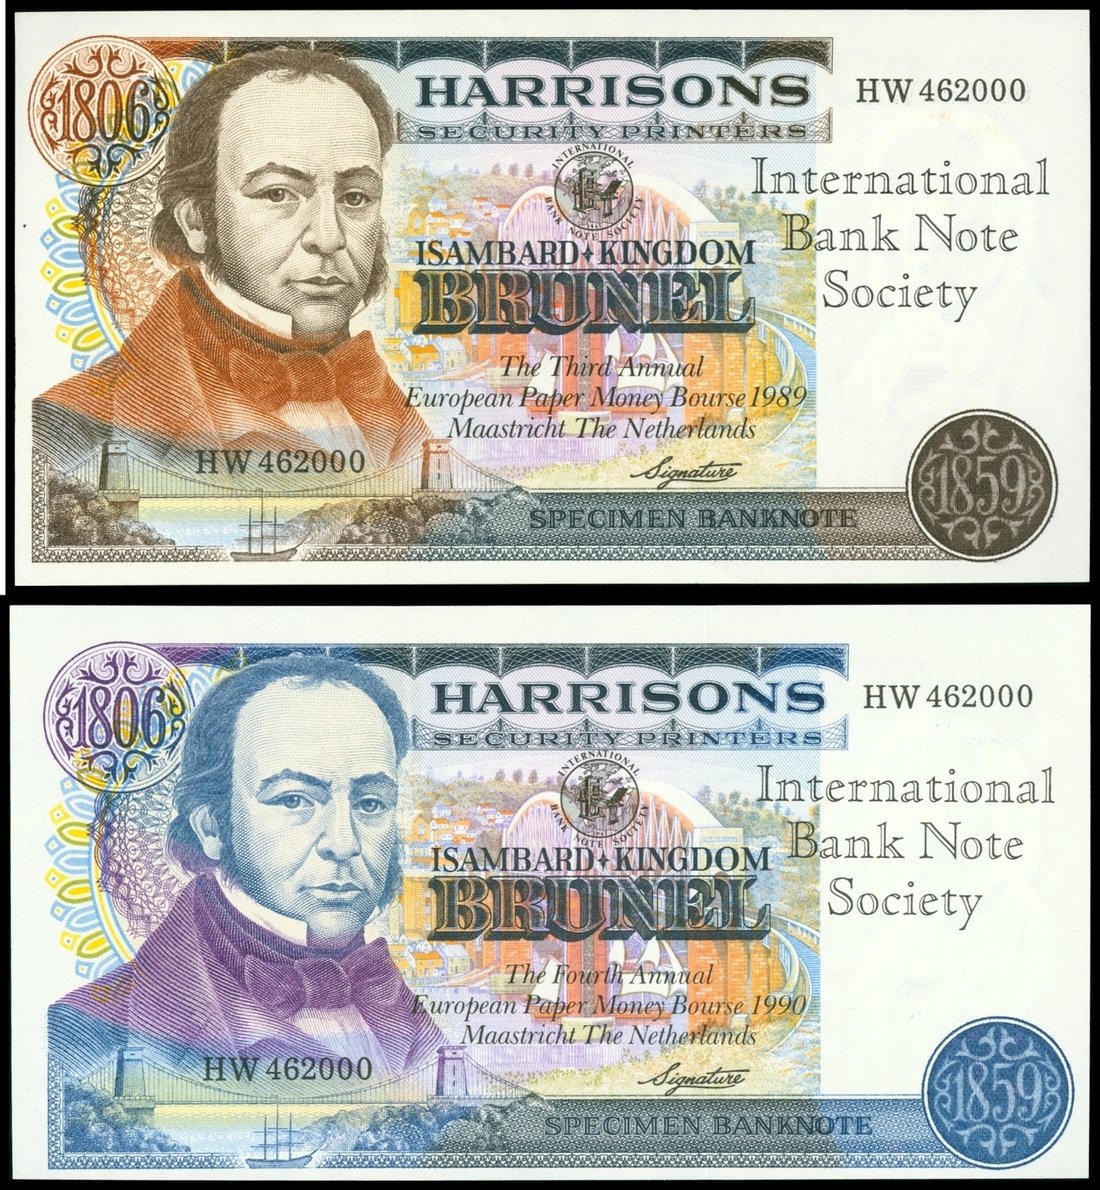 1806
HARRISONS
SECURITY PRINTERS
HW 462000
INTERNATIONAL
BANK NOTE SOCIETY
International
Bank Note
Society
ISAMBARD KINGDOM
BRUNEL
The Third Annual
European Paper Money Bourse 1989
Maastricht The Netherlands
Signature
HW 462000
SPECIMEN BANKNOTE
1859
1806
HARRISONS
SECURITY PRINTERS
HW 462000
INTERNATIONAL
BANK NOTE SOCIETY
International
Bank Note
Society
ISAMBARD KINGDOM
BRUNEL
The Fourth Annual
European Paper Money Bourse 1990
Maastricht The Netherlands
Signature
HW 462000
SPECIMEN BANKNOTE
1859